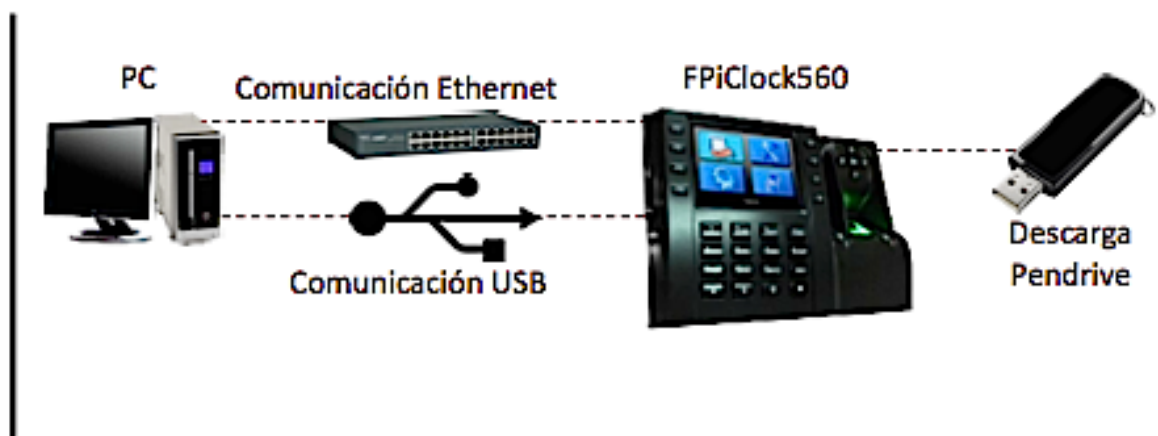 PC
Comunicación Ethernet
FPiClock560
Comunicación USB
Descarga
Pendrive